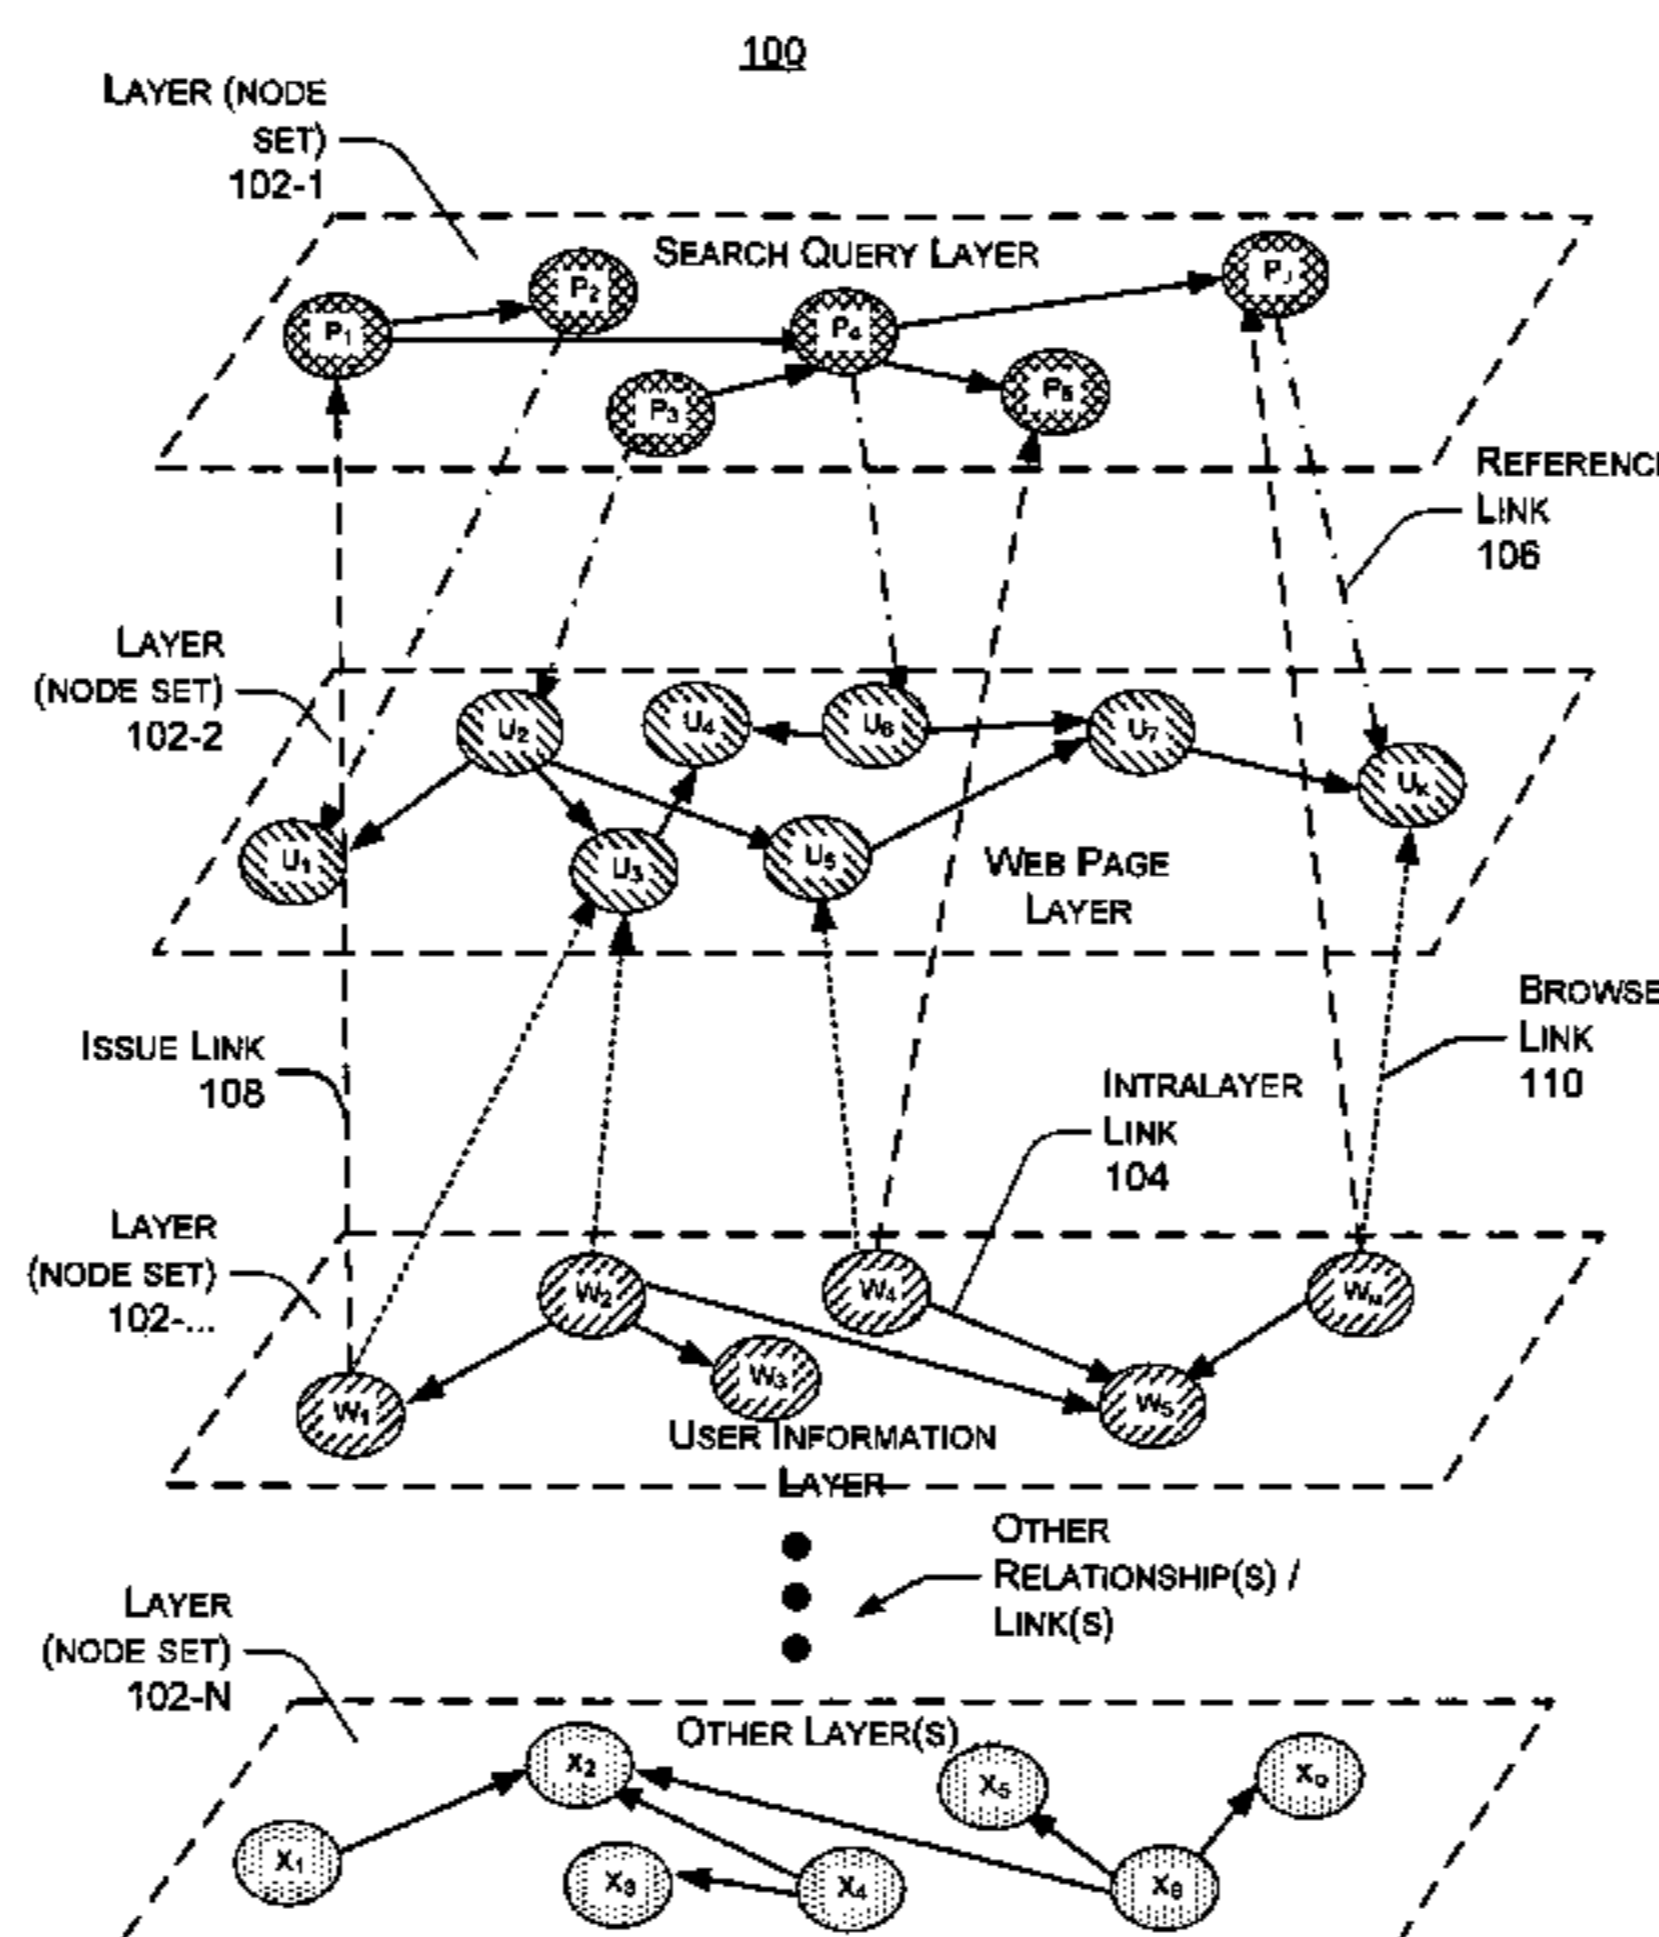 100
LAYER (NODE
SET)
102-1
SEARCH QUERY LAYER
P1
P2
P3
P4
P5
PJ
REFERENC
LINK
106
LAYER
(NODE SET)
102-2
U1
U2
U3
U4
U5
U6
U7
UK
WEB PAGE
LAYER
ISSUE LINK
108
BROWSE
LINK
110
INTRALAYER
LINK
104
LAYER
(NODE SET)
102-...
W1
W2
W3
W4
W5
USER INFORMATION
LAYER
OTHER
RELATIONSHIP(S) /
LINK(S)
LAYER
(NODE SET)
102-N
OTHER LAYER(S)
X1
X2
X3
X4
X5
X6